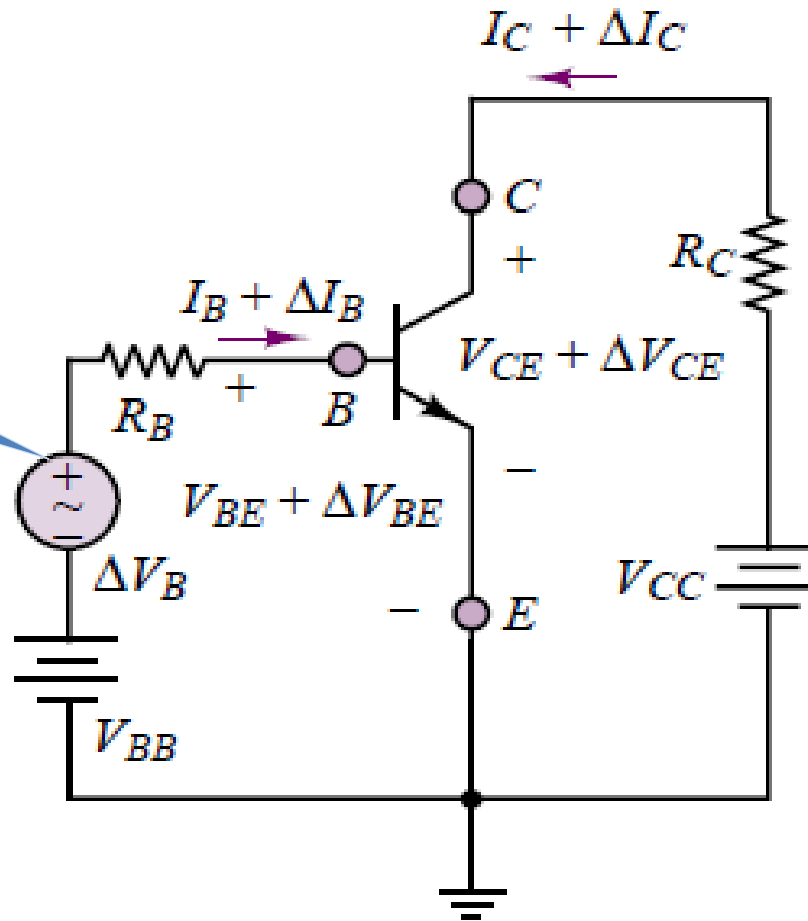 I_C + ΔI_C
C
+
R_C
I_B + ΔI_B
V_CE + ΔV_CE
+
R_B
B
+
~
−
−
V_BE + ΔV_BE
ΔV_B
V_CC
−
E
V_BB